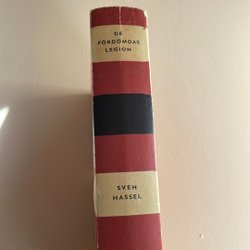 DE
FÖRDÖMDAS
LEGION
SVEN
HASSEL